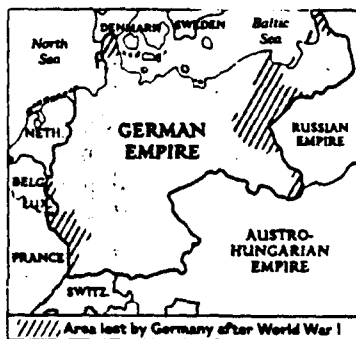 North
Sea
DENMARK
SWEDEN
Baltic
Sea
NETH.
GERMAN
EMPIRE
RUSSIAN
EMPIRE
BELG.
LUX.
AUSTRO-
HUNGARIAN
EMPIRE
FRANCE
SWITZ.
Area lost by Germany after World War I